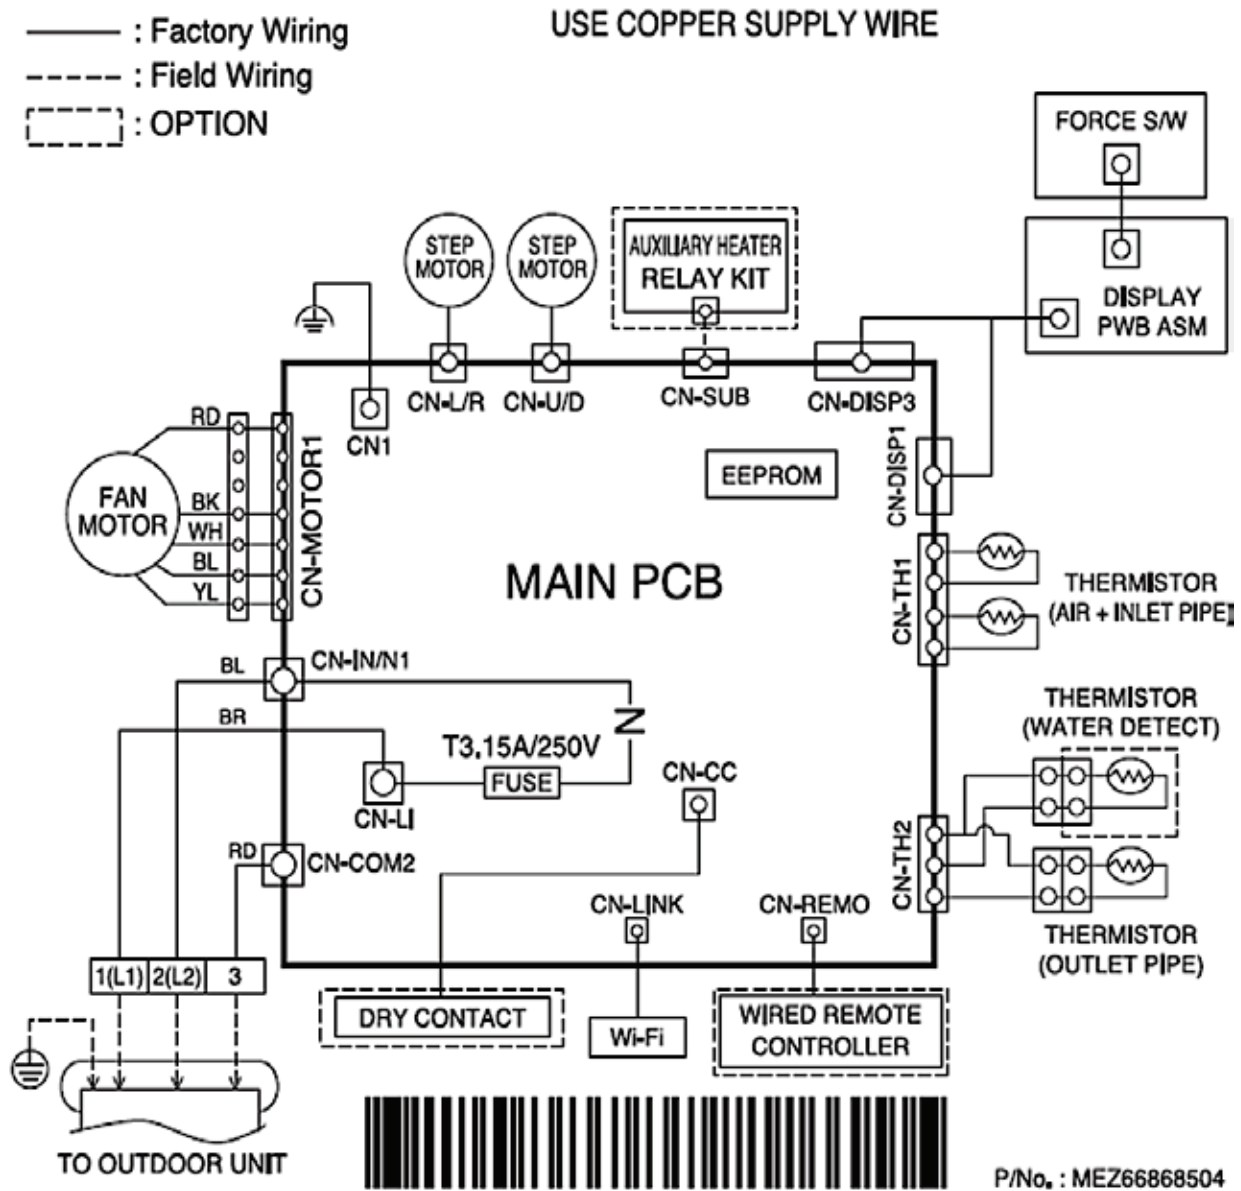 : Factory Wiring
: Field Wiring
: OPTION
USE COPPER SUPPLY WIRE
FORCE S/W
DISPLAY
PWB ASM
STEP
MOTOR
STEP
MOTOR
AUXILIARY HEATER
RELAY KIT
CN-L/R
CN-U/D
CN-SUB
CN-DISP3
CN1
CN-DISP1
EEPROM
RD
BK
WH
BL
YL
FAN
MOTOR
CN-MOTOR1
MAIN PCB
CN-TH1
THERMISTOR
(AIR + INLET PIPE)
BL
CN-IN/N1
BR
N
T3.15A/250V
FUSE
CN-LI
CN-CC
THERMISTOR
(WATER DETECT)
RD
CN-COM2
CN-TH2
CN-LINK
CN-REMO
THERMISTOR
(OUTLET PIPE)
1(L1) 2(L2) 3
DRY CONTACT
Wi-Fi
WIRED REMOTE
CONTROLLER
TO OUTDOOR UNIT
P/No. : MEZ66868504